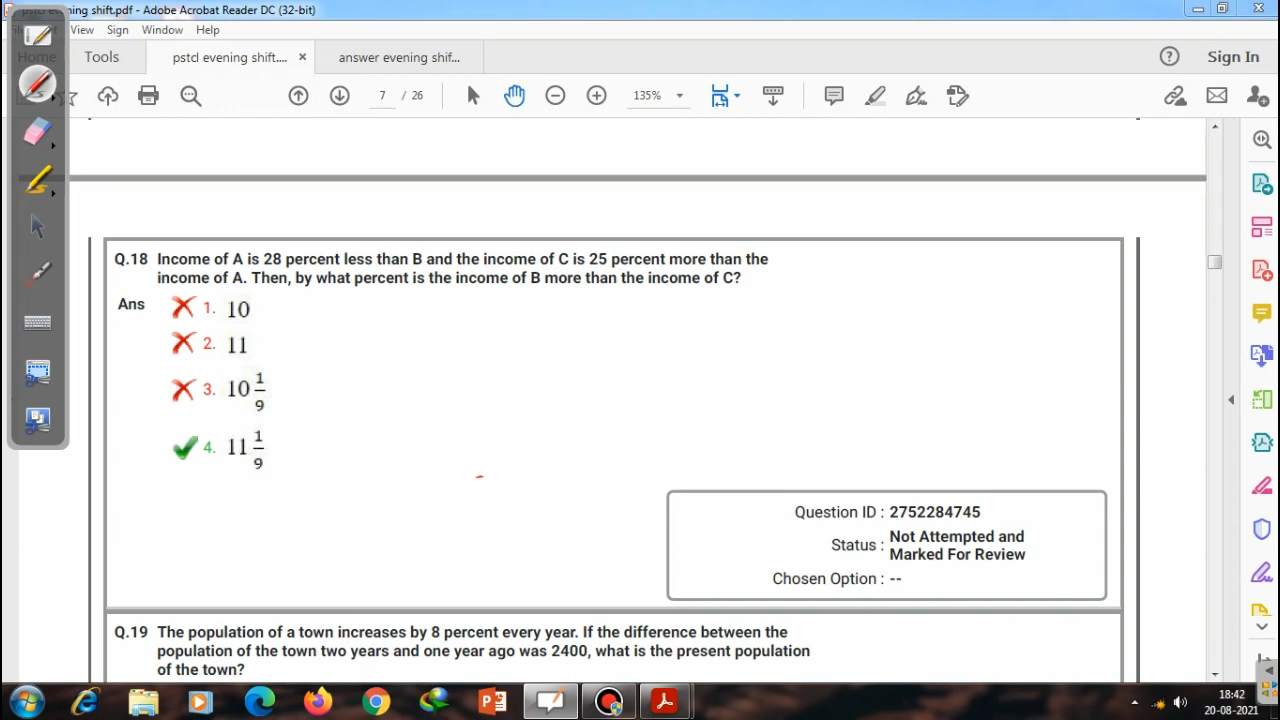 pstcl evening shift.pdf - Adobe Acrobat Reader DC (32-bit)
View Sign Window Help
Home Tools pstcl evening shift.... × answer evening shif... Sign In
7 / 26 135%
Q.18 Income of A is 28 percent less than B and the income of C is 25 percent more than the
income of A. Then, by what percent is the income of B more than the income of C?
Ans
1. 10
2. 11
3. 10 1/9
4. 11 1/9
Question ID : 2752284745
Status : Not Attempted and
Marked For Review
Chosen Option : --
Q.19 The population of a town increases by 8 percent every year. If the difference between the
population of the town two years and one year ago was 2400, what is the present population
of the town?
18:42
20-08-2021